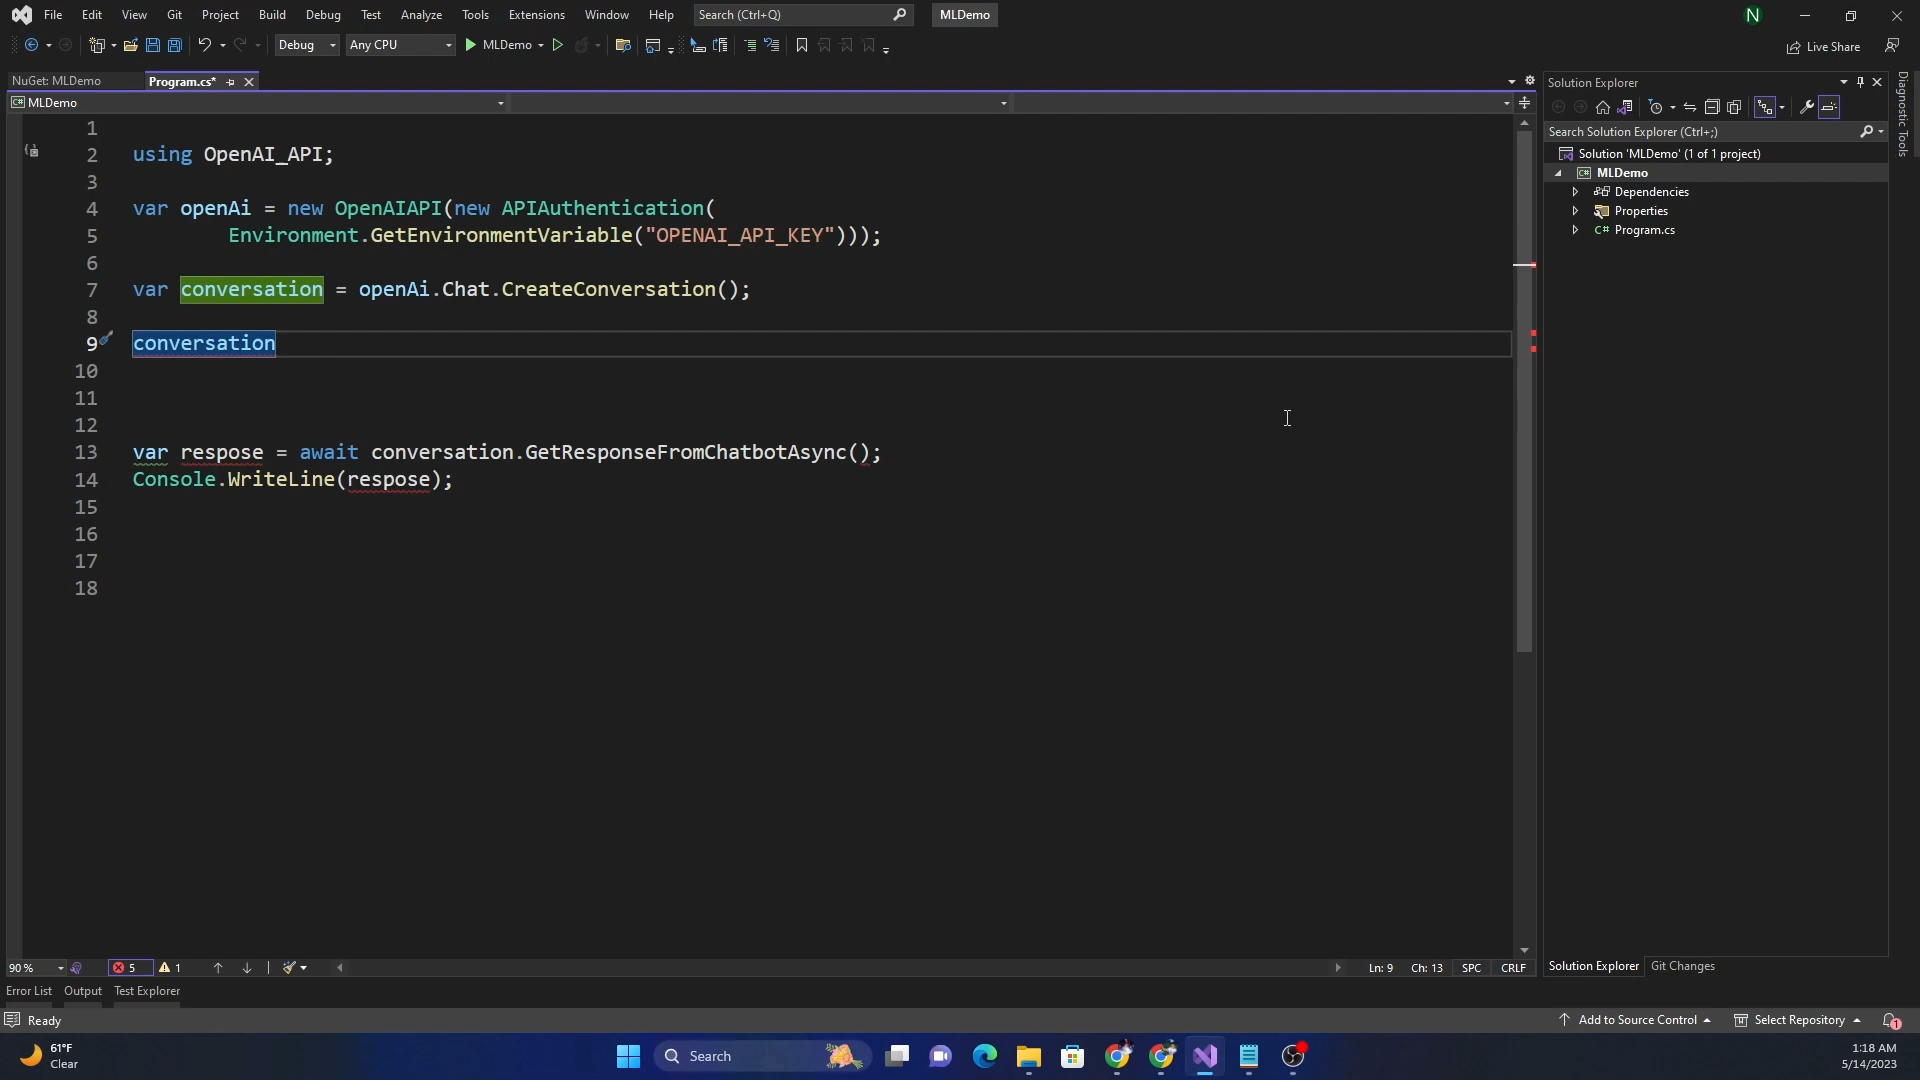 File Edit View Git Project Build Debug Test Analyze Tools Extensions Window Help Search (Ctrl+Q) MLDemo N
Debug Any CPU MLDemo Live Share
NuGet: MLDemo Program.cs*
MLDemo
1
2 using OpenAI_API;
3
4 var openAi = new OpenAIAPI(new APIAuthentication(
5 Environment.GetEnvironmentVariable("OPENAI_API_KEY")));
6
7 var conversation = openAi.Chat.CreateConversation();
8
9 conversation
10
11
12
13 var respose = await conversation.GetResponseFromChatbotAsync();
14 Console.WriteLine(respose);
15
16
17
18
90 % 5 1 Ln: 9 Ch: 13 SPC CRLF
Error List Output Test Explorer
Solution Explorer
Search Solution Explorer (Ctrl+;)
Solution 'MLDemo' (1 of 1 project)
MLDemo
Dependencies
Properties
C# Program.cs
Solution Explorer Git Changes
Diagnostic Tools
Ready Add to Source Control Select Repository 1
61°F
Clear
Search
1:18 AM
5/14/2023